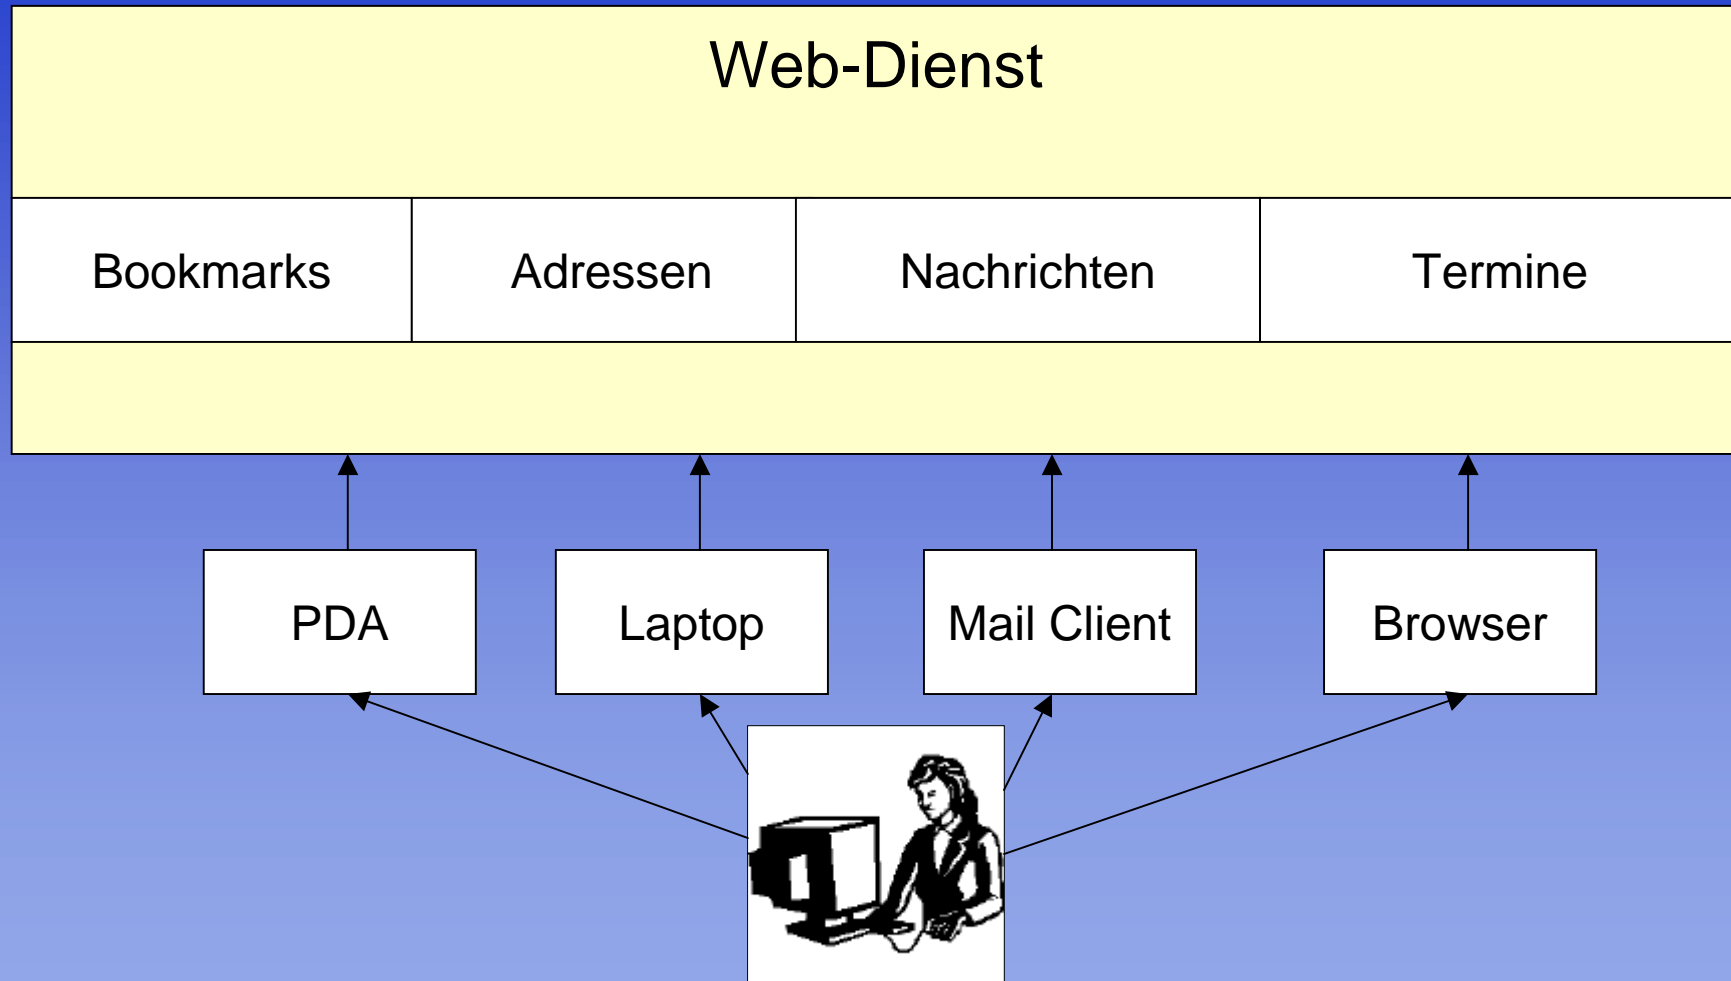 Web-Dienst
Bookmarks Adressen Nachrichten Termine
PDA Laptop Mail Client Browser